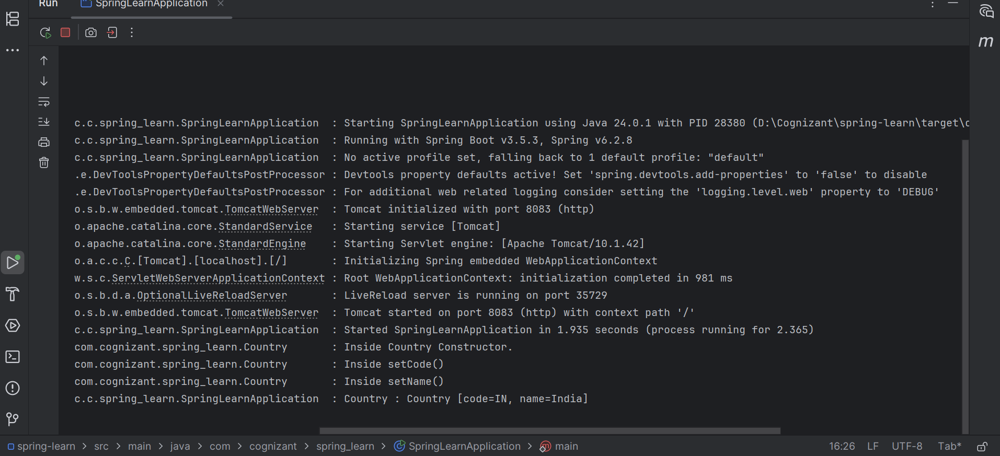 Run SpringLearnApplication
c.c.spring_learn.SpringLearnApplication : Starting SpringLearnApplication using Java 24.0.1 with PID 28380 (D:\Cognizant\spring-learn\target\c
c.c.spring_learn.SpringLearnApplication : Running with Spring Boot v3.5.3, Spring v6.2.8
c.c.spring_learn.SpringLearnApplication : No active profile set, falling back to 1 default profile: "default"
.e.DevToolsPropertyDefaultsPostProcessor : Devtools property defaults active! Set 'spring.devtools.add-properties' to 'false' to disable
.e.DevToolsPropertyDefaultsPostProcessor : For additional web related logging consider setting the 'logging.level.web' property to 'DEBUG'
o.s.b.w.embedded.tomcat.TomcatWebServer : Tomcat initialized with port 8083 (http)
o.apache.catalina.core.StandardService : Starting service [Tomcat]
o.apache.catalina.core.StandardEngine : Starting Servlet engine: [Apache Tomcat/10.1.42]
o.a.c.c.C.[Tomcat].[localhost].[/] : Initializing Spring embedded WebApplicationContext
w.s.c.ServletWebServerApplicationContext : Root WebApplicationContext: initialization completed in 981 ms
o.s.b.d.a.OptionalLiveReloadServer : LiveReload server is running on port 35729
o.s.b.w.embedded.tomcat.TomcatWebServer : Tomcat started on port 8083 (http) with context path '/'
c.c.spring_learn.SpringLearnApplication : Started SpringLearnApplication in 1.935 seconds (process running for 2.365)
com.cognizant.spring_learn.Country : Inside Country Constructor.
com.cognizant.spring_learn.Country : Inside setCode()
com.cognizant.spring_learn.Country : Inside setName()
c.c.spring_learn.SpringLearnApplication : Country : Country [code=IN, name=India]
spring-learn > src > main > java > com > cognizant > spring_learn > SpringLearnApplication > main 16:26 LF UTF-8 Tab*